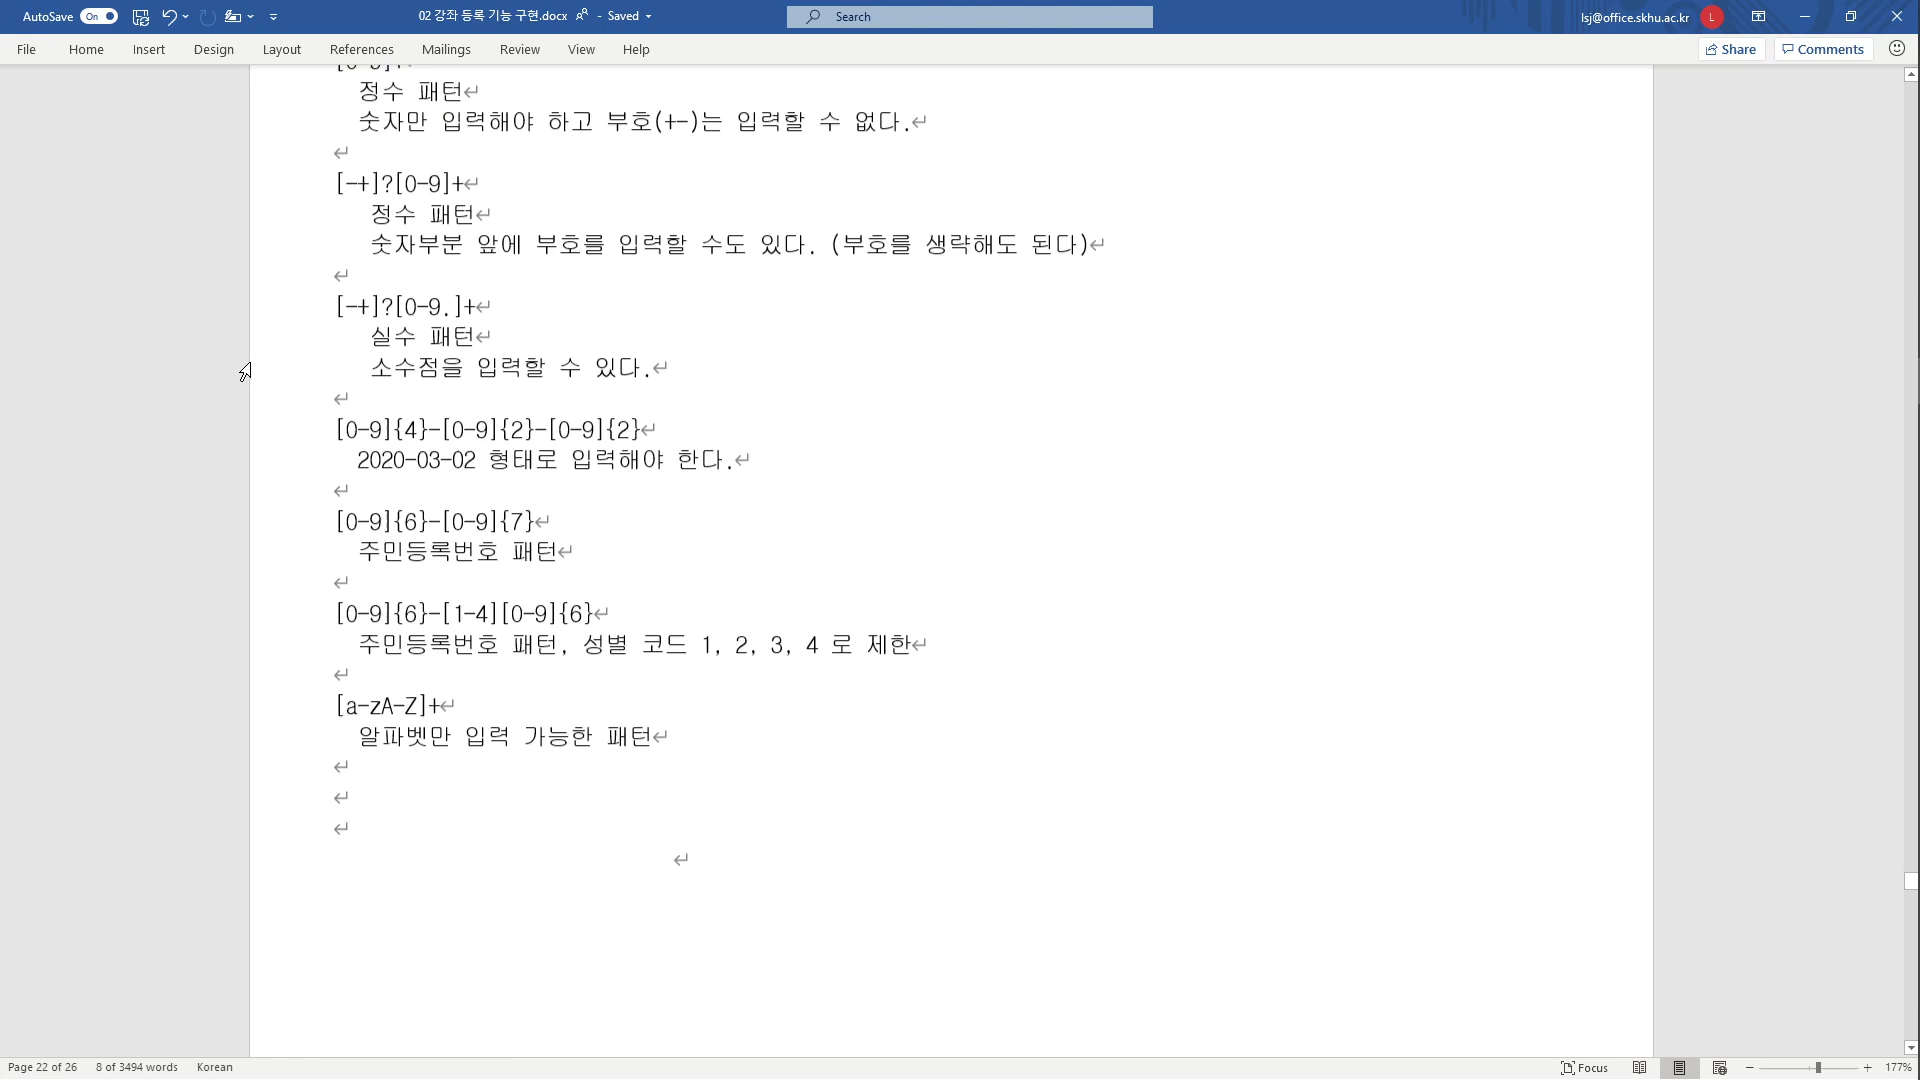 AutoSave On 02 강좌 등록 기능 구현.docx - Saved Search lsj@office.skhu.ac.kr L
File Home Insert Design Layout References Mailings Review View Help Share Comments
정수 패턴↵
숫자만 입력해야 하고 부호(+-)는 입력할 수 없다.↵
↵
[-+]?[0-9]+↵
정수 패턴↵
숫자부분 앞에 부호를 입력할 수도 있다. (부호를 생략해도 된다)↵
↵
[-+]?[0-9.]+↵
실수 패턴↵
소수점을 입력할 수 있다.↵
↵
[0-9]{4}-[0-9]{2}-[0-9]{2}↵
2020-03-02 형태로 입력해야 한다.↵
↵
[0-9]{6}-[0-9]{7}↵
주민등록번호 패턴↵
↵
[0-9]{6}-[1-4][0-9]{6}↵
주민등록번호 패턴, 성별 코드 1, 2, 3, 4 로 제한↵
↵
[a-zA-Z]+↵
알파벳만 입력 가능한 패턴↵
↵
↵
↵
↵
Page 22 of 26 8 of 3494 words Korean Focus 177%